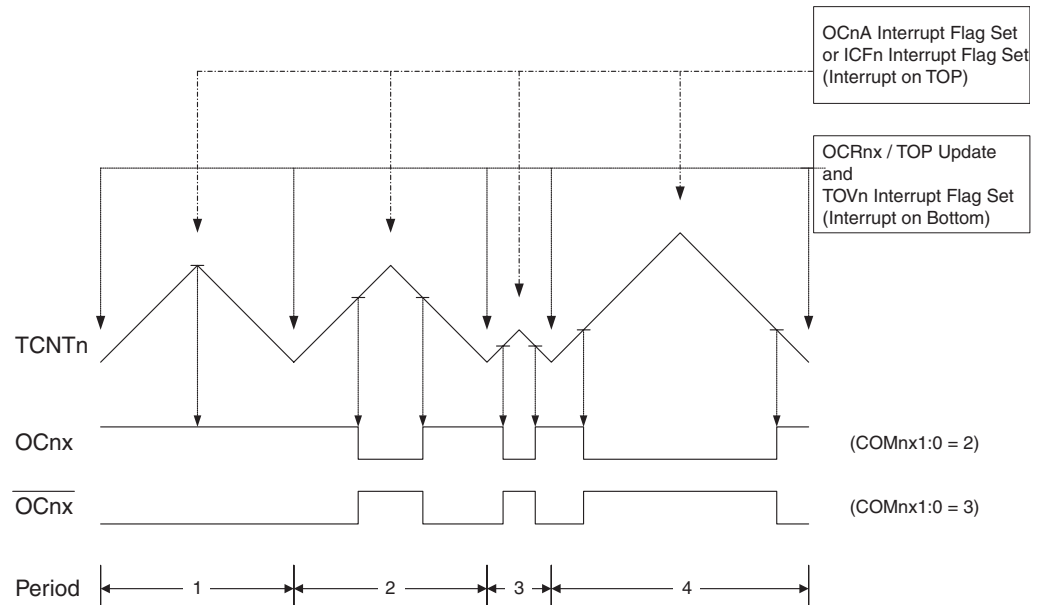 OCnA Interrupt Flag Set
or ICFn Interrupt Flag Set
(Interrupt on TOP)
OCRnx / TOP Update
and
TOVn Interrupt Flag Set
(Interrupt on Bottom)
TCNTn
OCnx
(COMnx1:0 = 2)
OCnx
(COMnx1:0 = 3)
Period
1
2
3
4